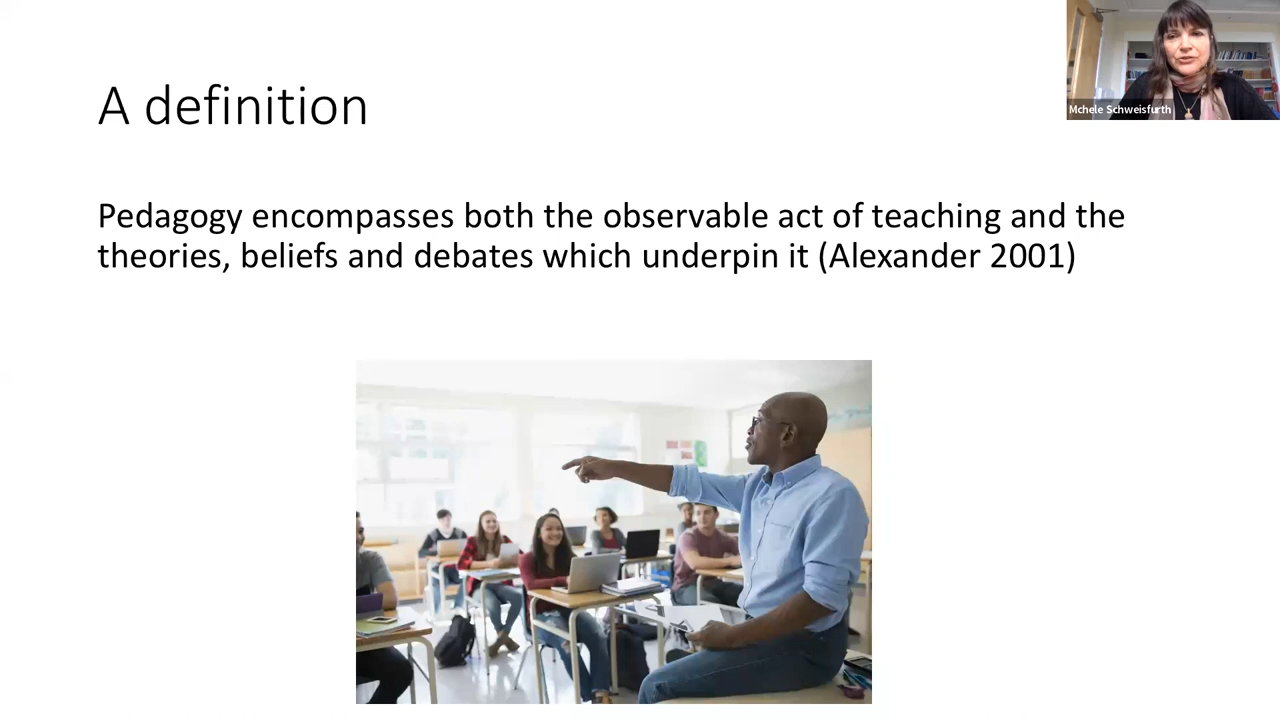 A definition
Mchele Schweisfurth
Pedagogy encompasses both the observable act of teaching and the
theories, beliefs and debates which underpin it (Alexander 2001)